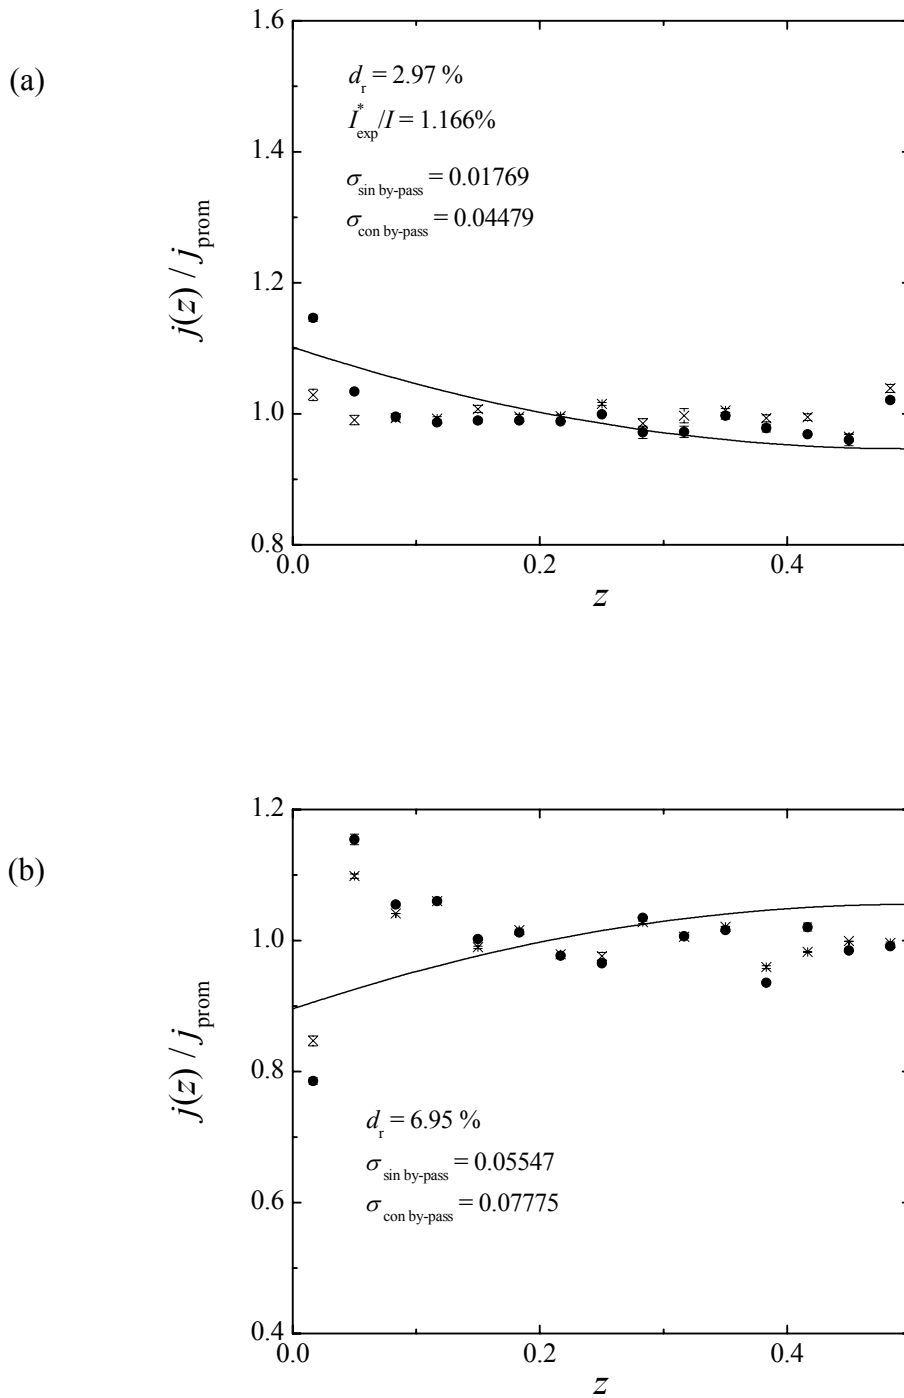 (a)
1.6
1.4
1.2
1.0
0.8
j(z) / j_prom
d_r = 2.97 %
I*_exp/I = 1.166%
σ_sin by-pass = 0.01769
σ_con by-pass = 0.04479
0.0 0.2 0.4
z
(b)
1.2
1.0
0.8
0.6
0.4
j(z) / j_prom
d_r = 6.95 %
σ_sin by-pass = 0.05547
σ_con by-pass = 0.07775
0.0 0.2 0.4
z